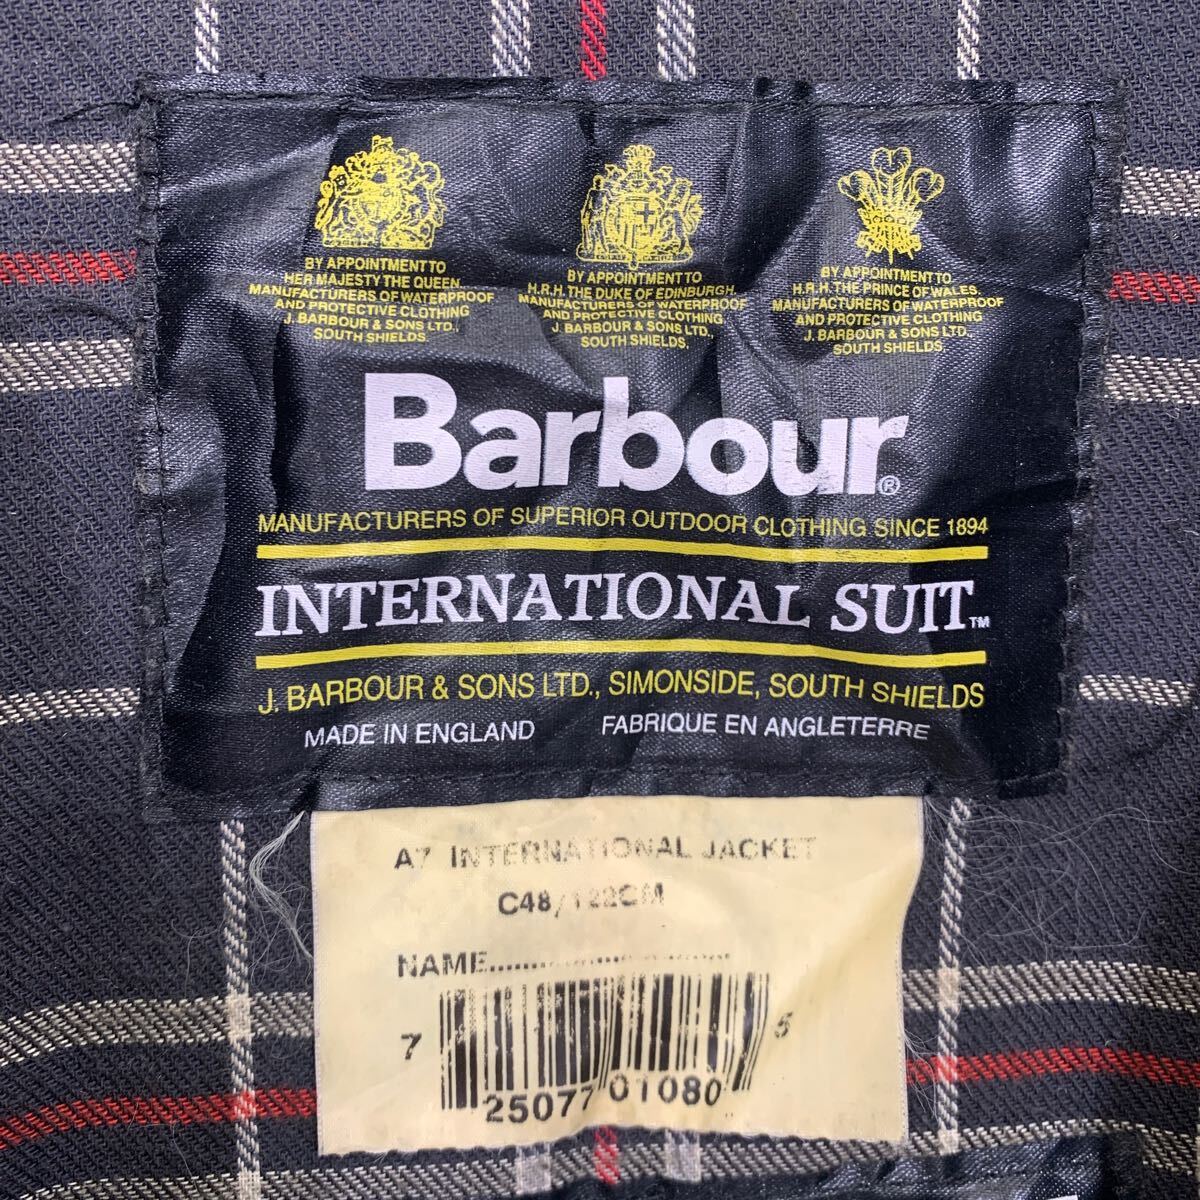 BY APPOINTMENT TO
HER MAJESTY THE QUEEN.
MANUFACTURERS OF WATERPROOF
AND PROTECTIVE CLOTHING
J. BARBOUR & SONS LTD.,
SOUTH SHIELDS.
BY APPOINTMENT TO
H.R.H. THE DUKE OF EDINBURGH.
MANUFACTURERS OF WATERPROOF
AND PROTECTIVE CLOTHING
J. BARBOUR & SONS LTD.,
SOUTH SHIELDS.
BY APPOINTMENT TO
H.R.H. THE PRINCE OF WALES.
MANUFACTURERS OF WATERPROOF
AND PROTECTIVE CLOTHING
J. BARBOUR & SONS LTD.,
SOUTH SHIELDS.
Barbour®
MANUFACTURERS OF SUPERIOR OUTDOOR CLOTHING SINCE 1894
INTERNATIONAL SUIT™
J. BARBOUR & SONS LTD., SIMONSIDE, SOUTH SHIELDS
MADE IN ENGLAND FABRIQUE EN ANGLETERRE
A7 INTERNATIONAL JACKET
C48/122CM
NAME..............................
7 25077 01080 5